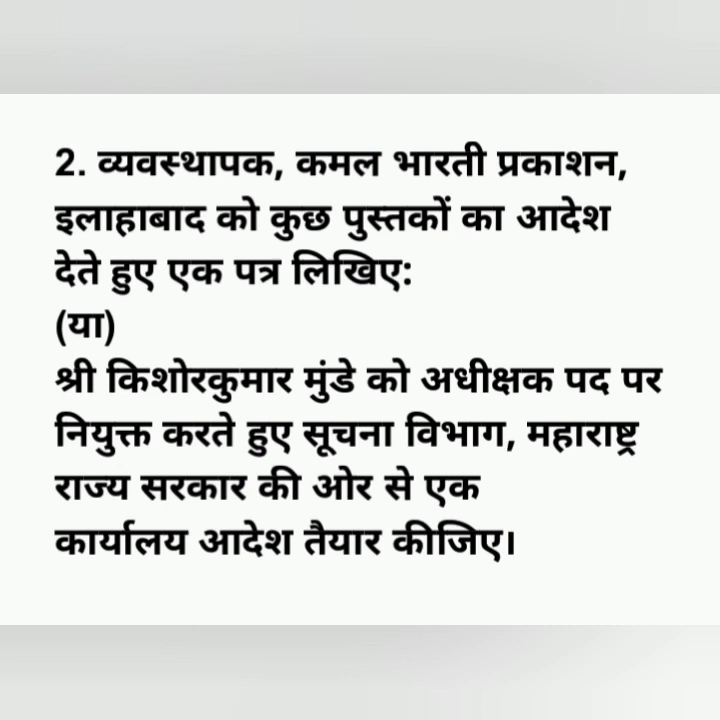 2. व्यवस्थापक, कमल भारती प्रकाशन,
इलाहाबाद को कुछ पुस्तकों का आदेश
देते हुए एक पत्र लिखिए:
(या)
श्री किशोरकुमार मुंडे को अधीक्षक पद पर
नियुक्त करते हुए सूचना विभाग, महाराष्ट्र
राज्य सरकार की ओर से एक
कार्यालय आदेश तैयार कीजिए।